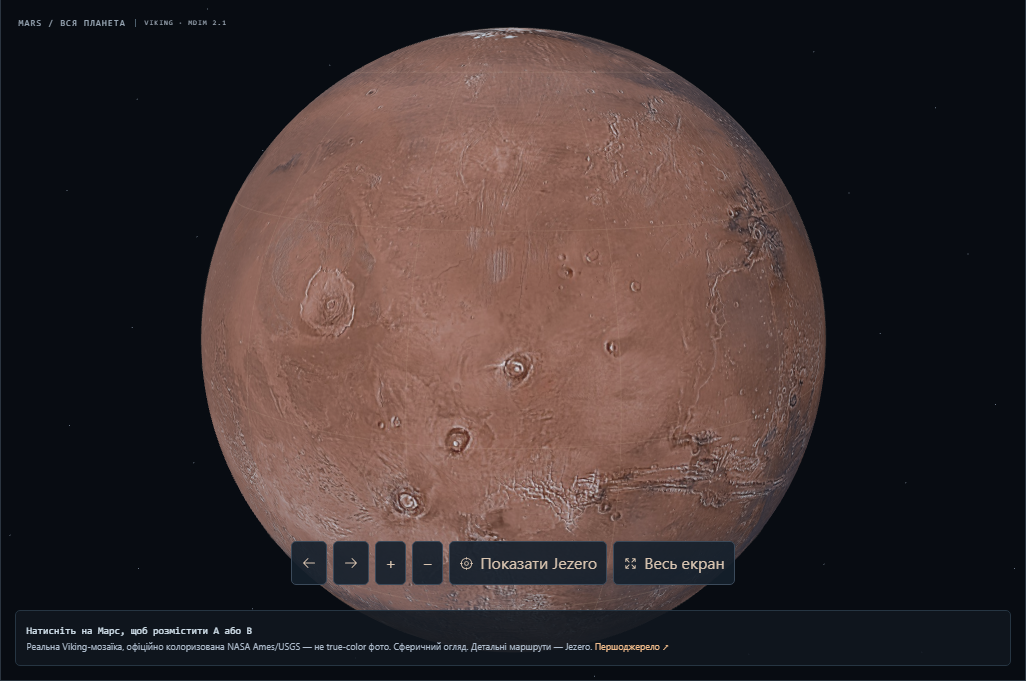 MARS / ВСЯ ПЛАНЕТА | VIKING · MDIM 2.1
← → + − Показати Jezero Весь екран
Натисніть на Марс, щоб розмістити A або B
Реальна Viking-мозаїка, офіційно колоризована NASA Ames/USGS — не true-color фото. Сферичний огляд. Детальні маршрути — Jezero. Першоджерело ↗